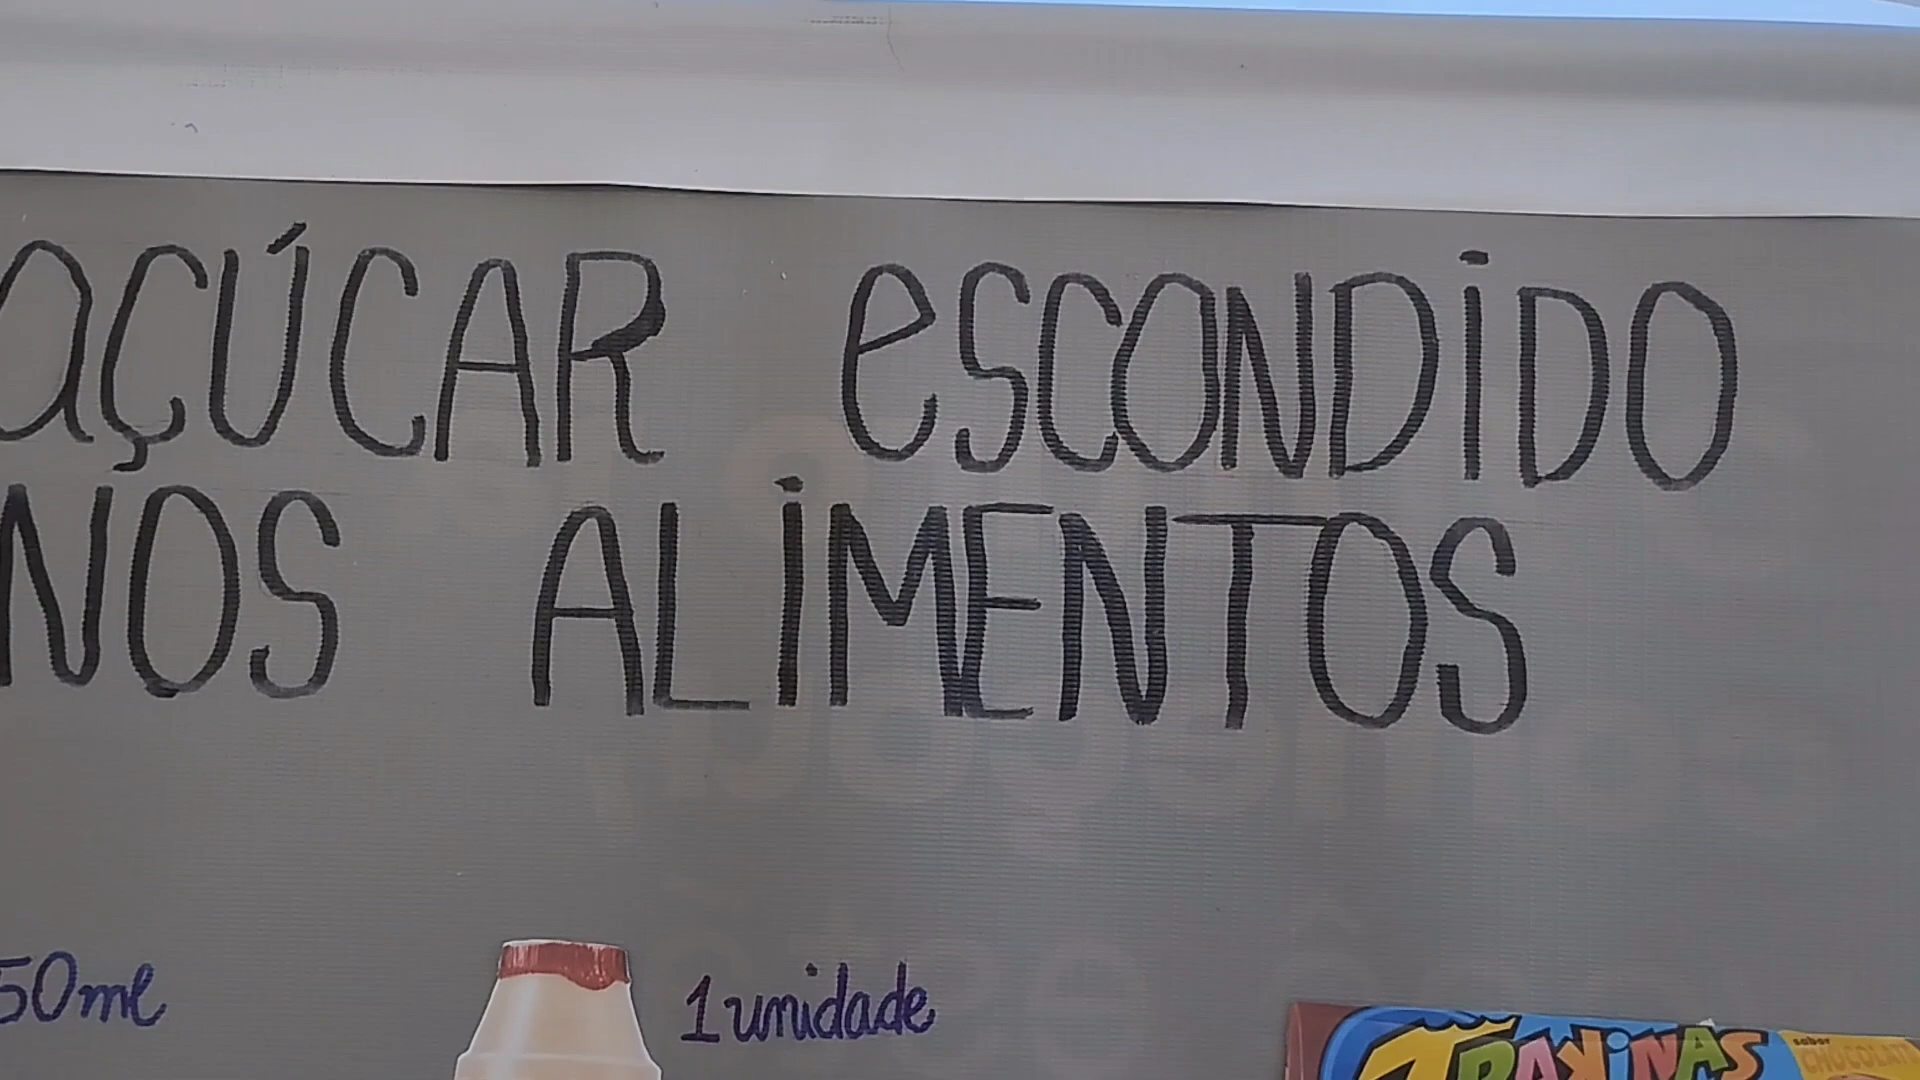 açÚCAR eSCONDiDO
NOS ALiMENTOS
50ml
1 unidade
TRAKiNAS
sabor
CHOCOLATE